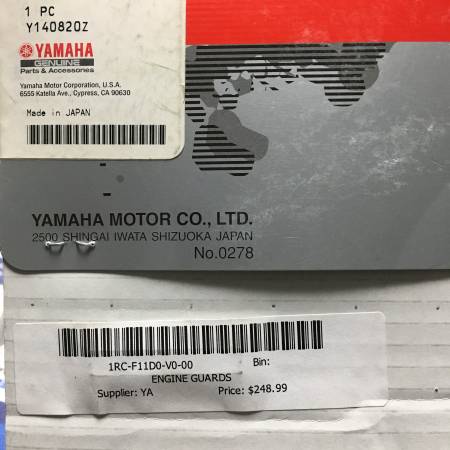 1 PC
Y140820Z
YAMAHA
GENUINE
Parts & Accessories
Yamaha Motor Corporation, U.S.A.
6555 Katella Ave., Cypress, CA 90630
Made in JAPAN
YAMAHA MOTOR CO., LTD.
2500 SHINGAI IWATA SHIZUOKA JAPAN
No.0278
1RC-F11D0-V0-00 Bin:
ENGINE GUARDS
Supplier: YA Price: $248.99